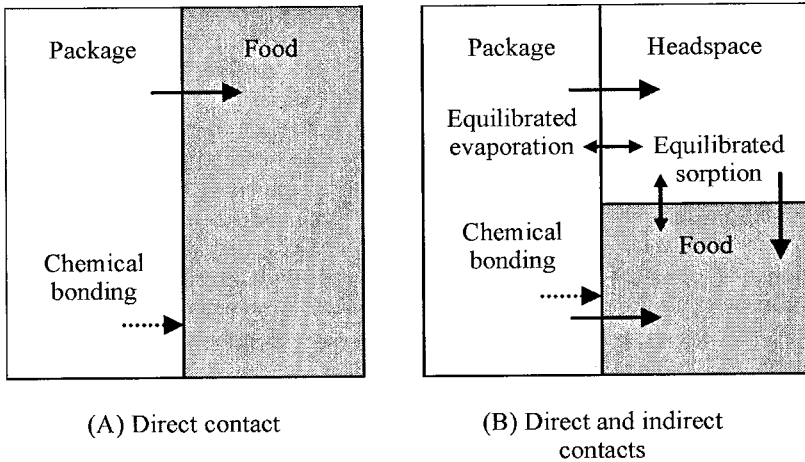 Package
Food
Chemical
bonding
(A) Direct contact
Package
Headspace
Equilibrated
evaporation
Equilibrated
sorption
Chemical
bonding
Food
(B) Direct and indirect
contacts